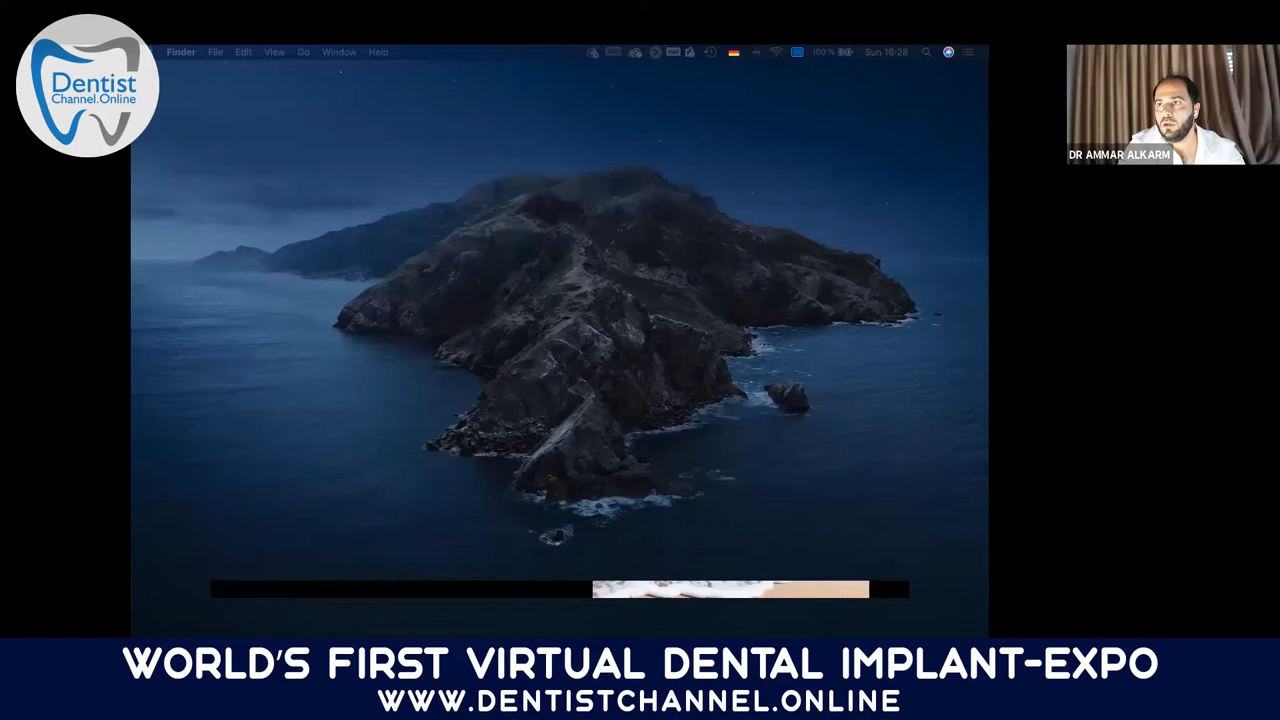 Dentist
Channel.Online
Finder File Edit View Go Window Help
100 % Sun 16:28
DR AMMAR ALKARM
WORLD'S FIRST VIRTUAL DENTAL IMPLANT-EXPO
WWW.DENTISTCHANNEL.ONLINE